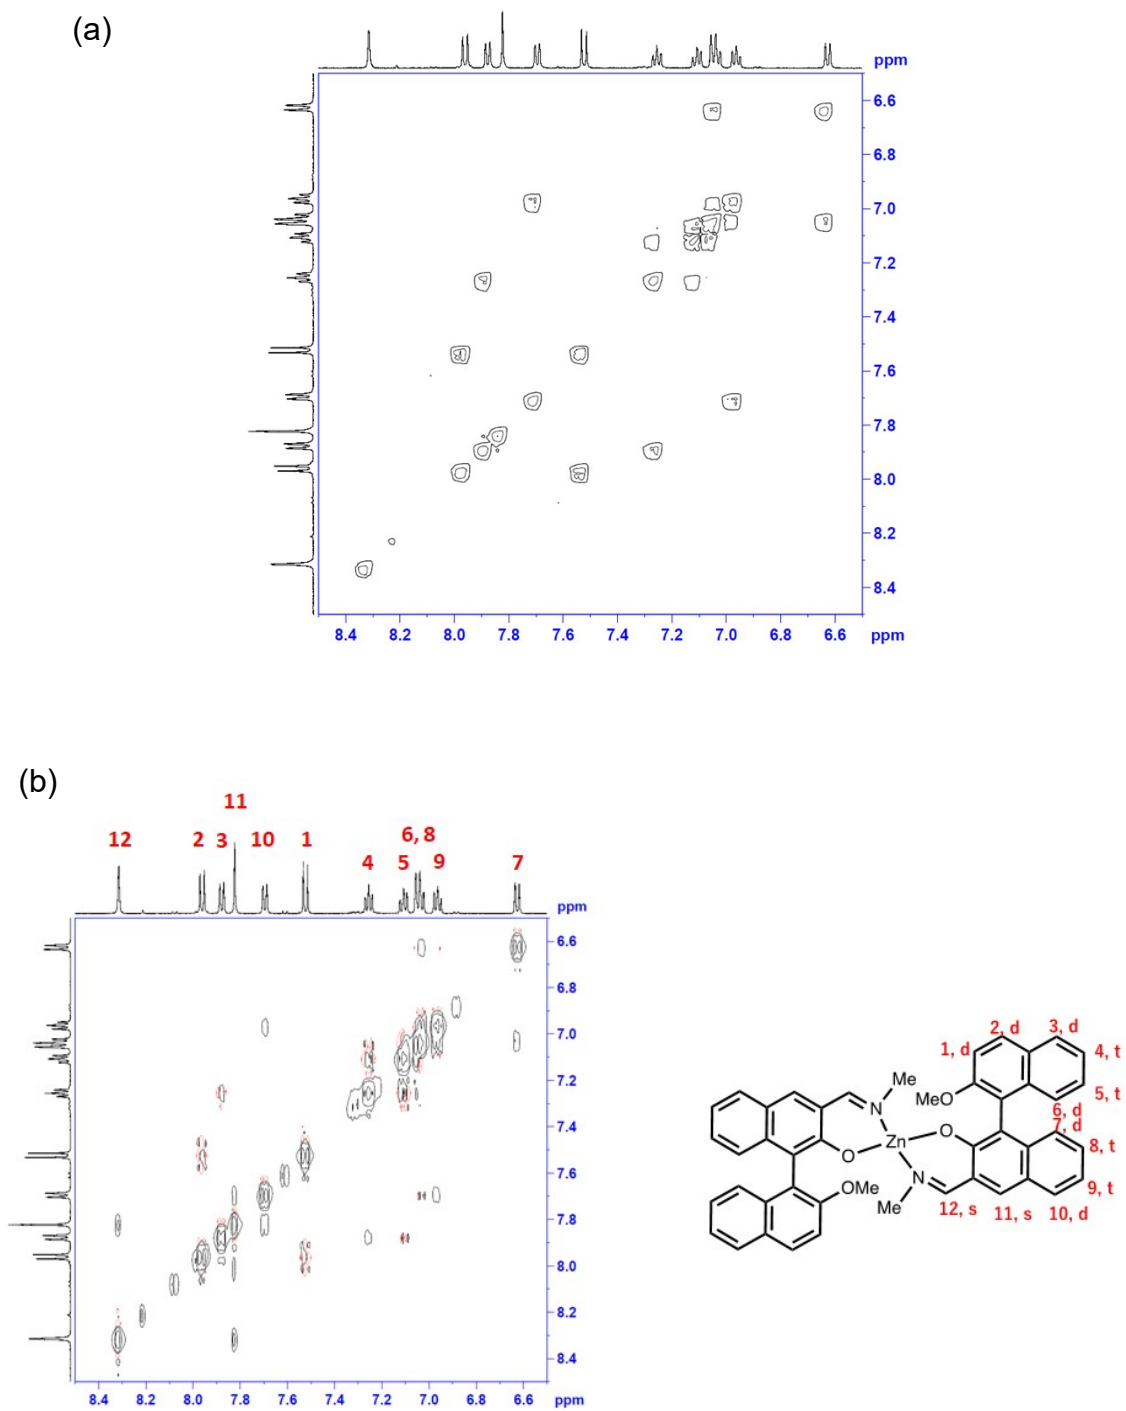 (a)
ppm
6.6
6.8
7.0
7.2
7.4
7.6
7.8
8.0
8.2
8.4
8.4 8.2 8.0 7.8 7.6 7.4 7.2 7.0 6.8 6.6 ppm
(b)
11
12 2 3 10 1 6, 8
4 5 9 7
ppm
6.6
6.8
7.0
7.2
7.4
7.6
7.8
8.0
8.2
8.4
8.4 8.2 8.0 7.8 7.6 7.4 7.2 7.0 6.8 6.6 ppm
2, d 3, d
1, d 4, t
Me MeO 5, t
N 6, d
O 7, d
Zn 8, t
O
N 9, t
OMe
Me 12, s 11, s 10, d